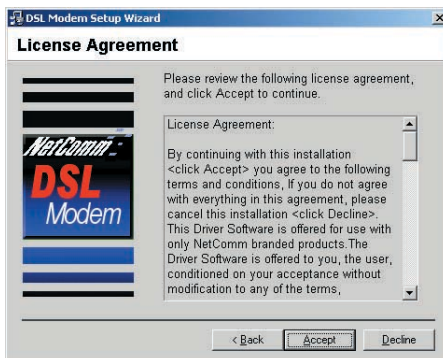 DSL Modem Setup Wizard
License Agreement
Please review the following license agreement,
and click Accept to continue.
License Agreement:
By continuing with this installation
<click Accept> you agree to the following
terms and conditions, If you do not agree
with everything in this agreement, please
cancel this installation <click Decline>.
This Driver Software is offered for use with
only NetComm branded products.The
Driver Software is offered to you, the user,
conditioned on your acceptance without
modification to any of the terms,
NetComm
DSL
Modem
< Back
Accept
Decline